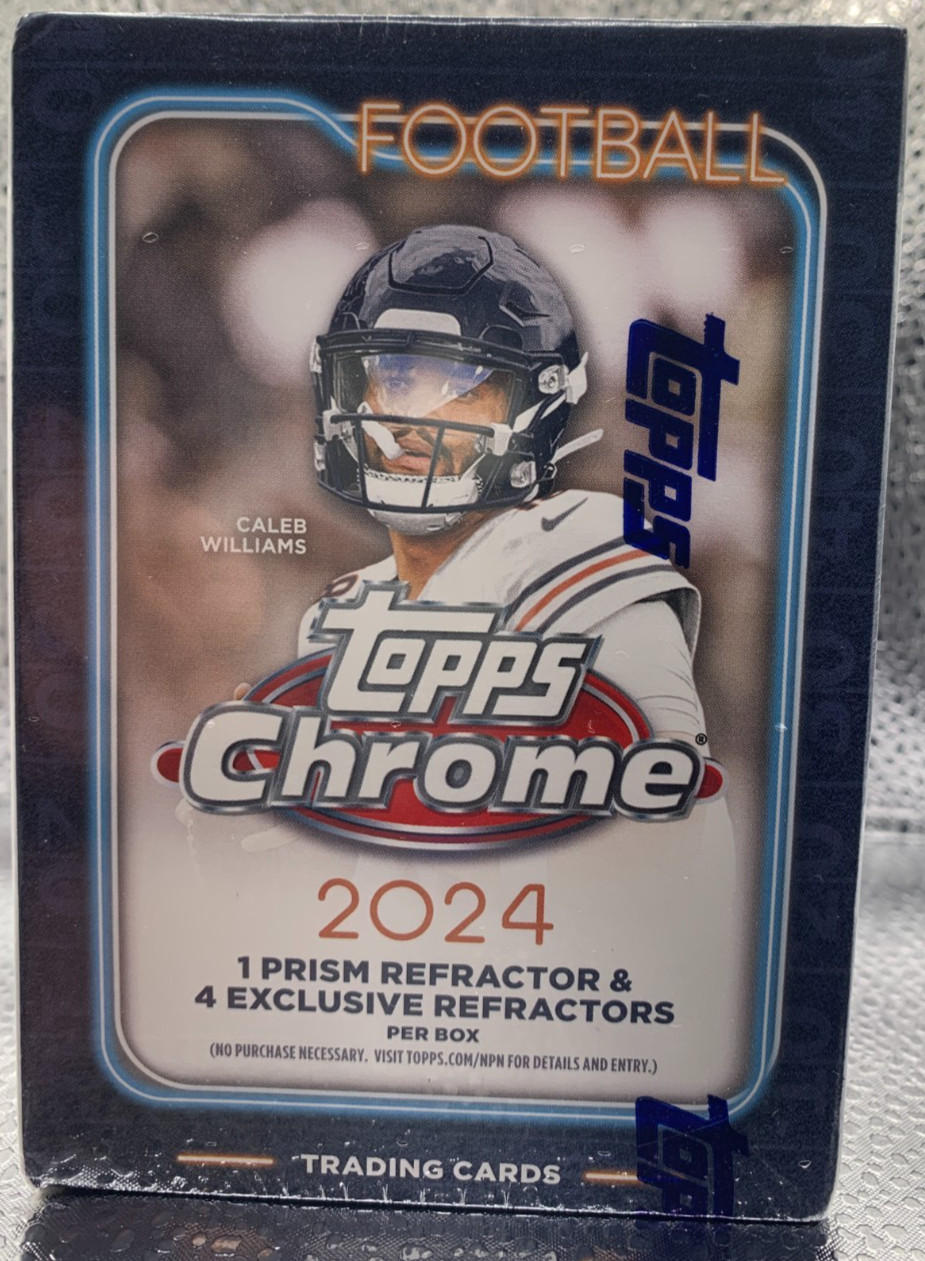 FOOTBALL
topps
CALEB
WILLIAMS
topps
Chrome®
2024
1 PRISM REFRACTOR &
4 EXCLUSIVE REFRACTORS
PER BOX
(NO PURCHASE NECESSARY. VISIT TOPPS.COM/NPN FOR DETAILS AND ENTRY.)
TRADING CARDS
top